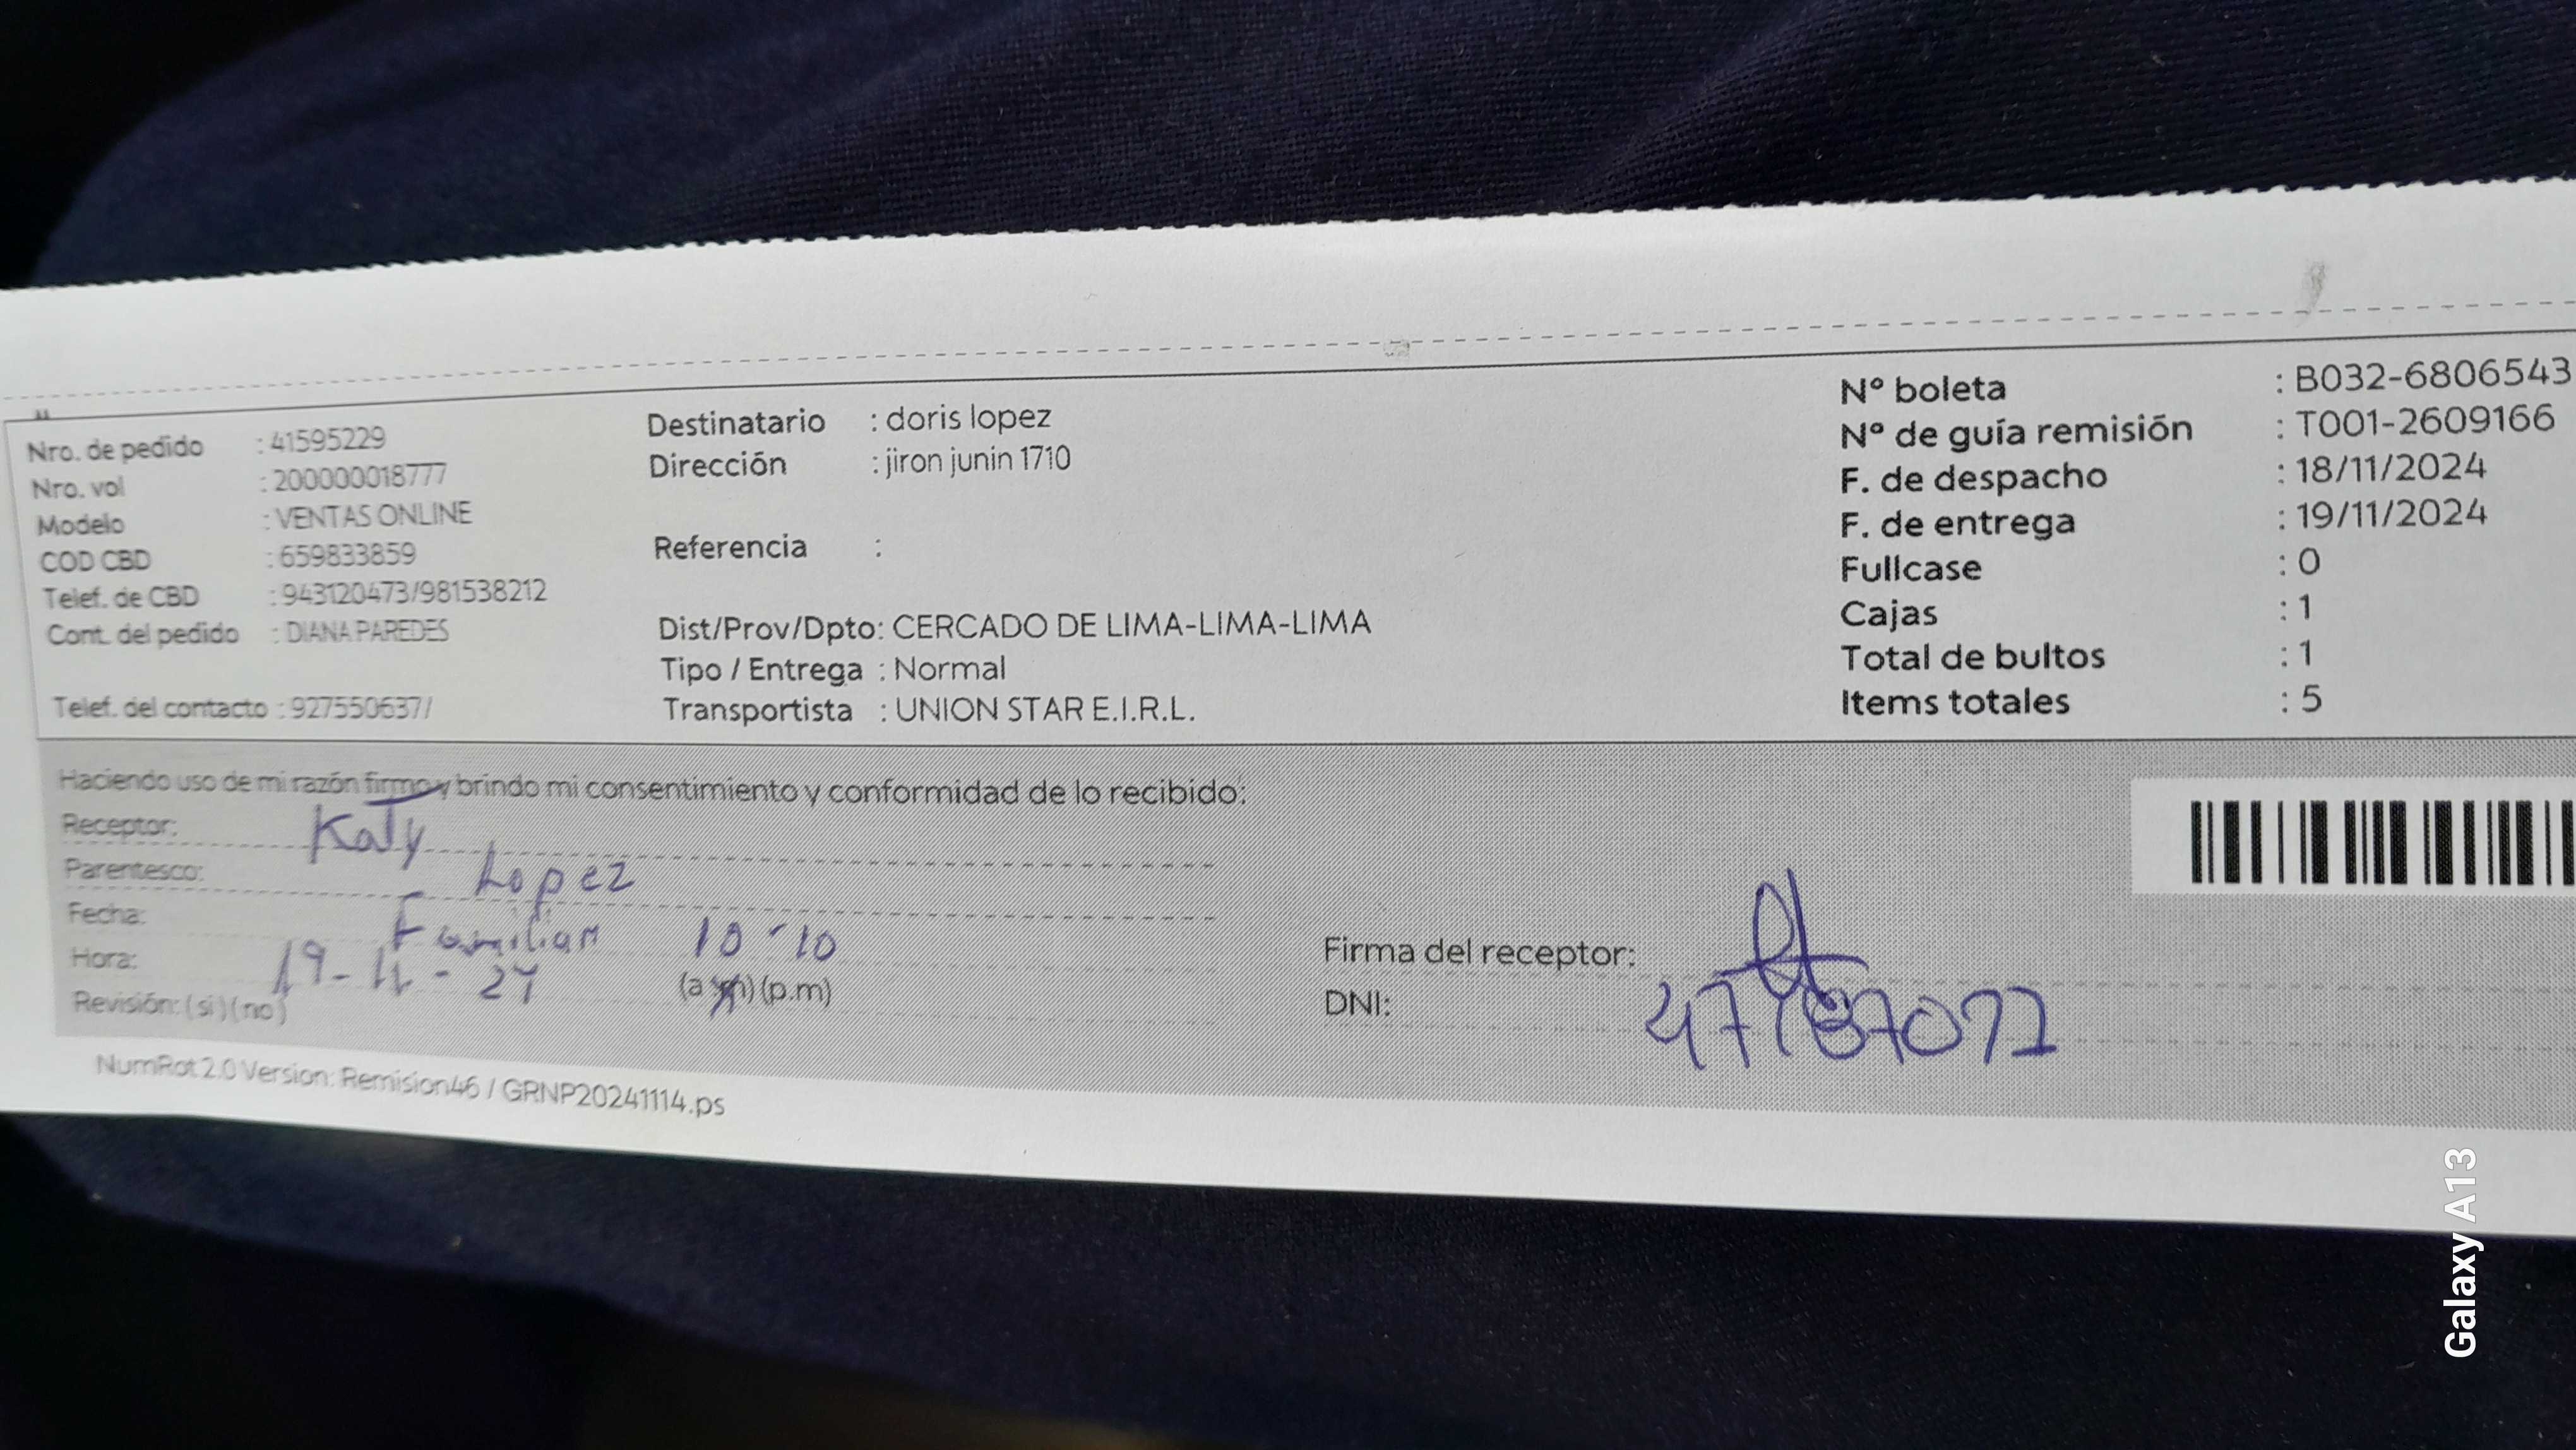 Nro. de pedido : 41595229
Nro. vol : 200000018777
Modelo : VENTAS ONLINE
COD CBD : 659833859
Telef. de CBD : 943120473/981538212
Cont. del pedido : DIANA PAREDES
Telef. del contacto : 927550637/
Destinatario : doris lopez
Dirección : jiron junin 1710
Referencia :
Dist/Prov/Dpto: CERCADO DE LIMA-LIMA-LIMA
Tipo / Entrega : Normal
Transportista : UNION STAR E.I.R.L.
Nº boleta : B032-6806543
Nº de guía remisión : T001-2609166
F. de despacho : 18/11/2024
F. de entrega : 19/11/2024
Fullcase : 0
Cajas : 1
Total de bultos : 1
Items totales : 5
Haciendo uso de mi razón firmo y brindo mi consentimiento y conformidad de lo recibido:
Receptor: Katy
Parentesco: Lopez
Fecha: Familiar 10-10
Hora: 19-11-24 (a.m) (p.m)
Revisión: (si) (no)
Firma del receptor:
DNI:
NumRot 2.0 Version: Remision46 / GRNP20241114.ps
Galaxy A13